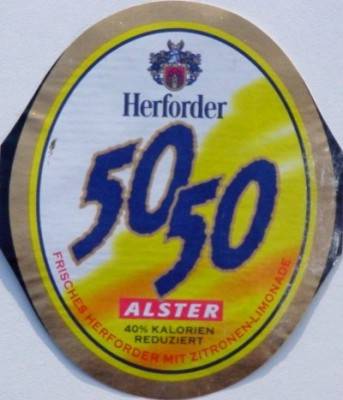 Herforder
50
50
ALSTER
40% KALORIEN
REDUZIERT
FRISCHES HERFORDER MIT ZITRONEN-LIMONADE